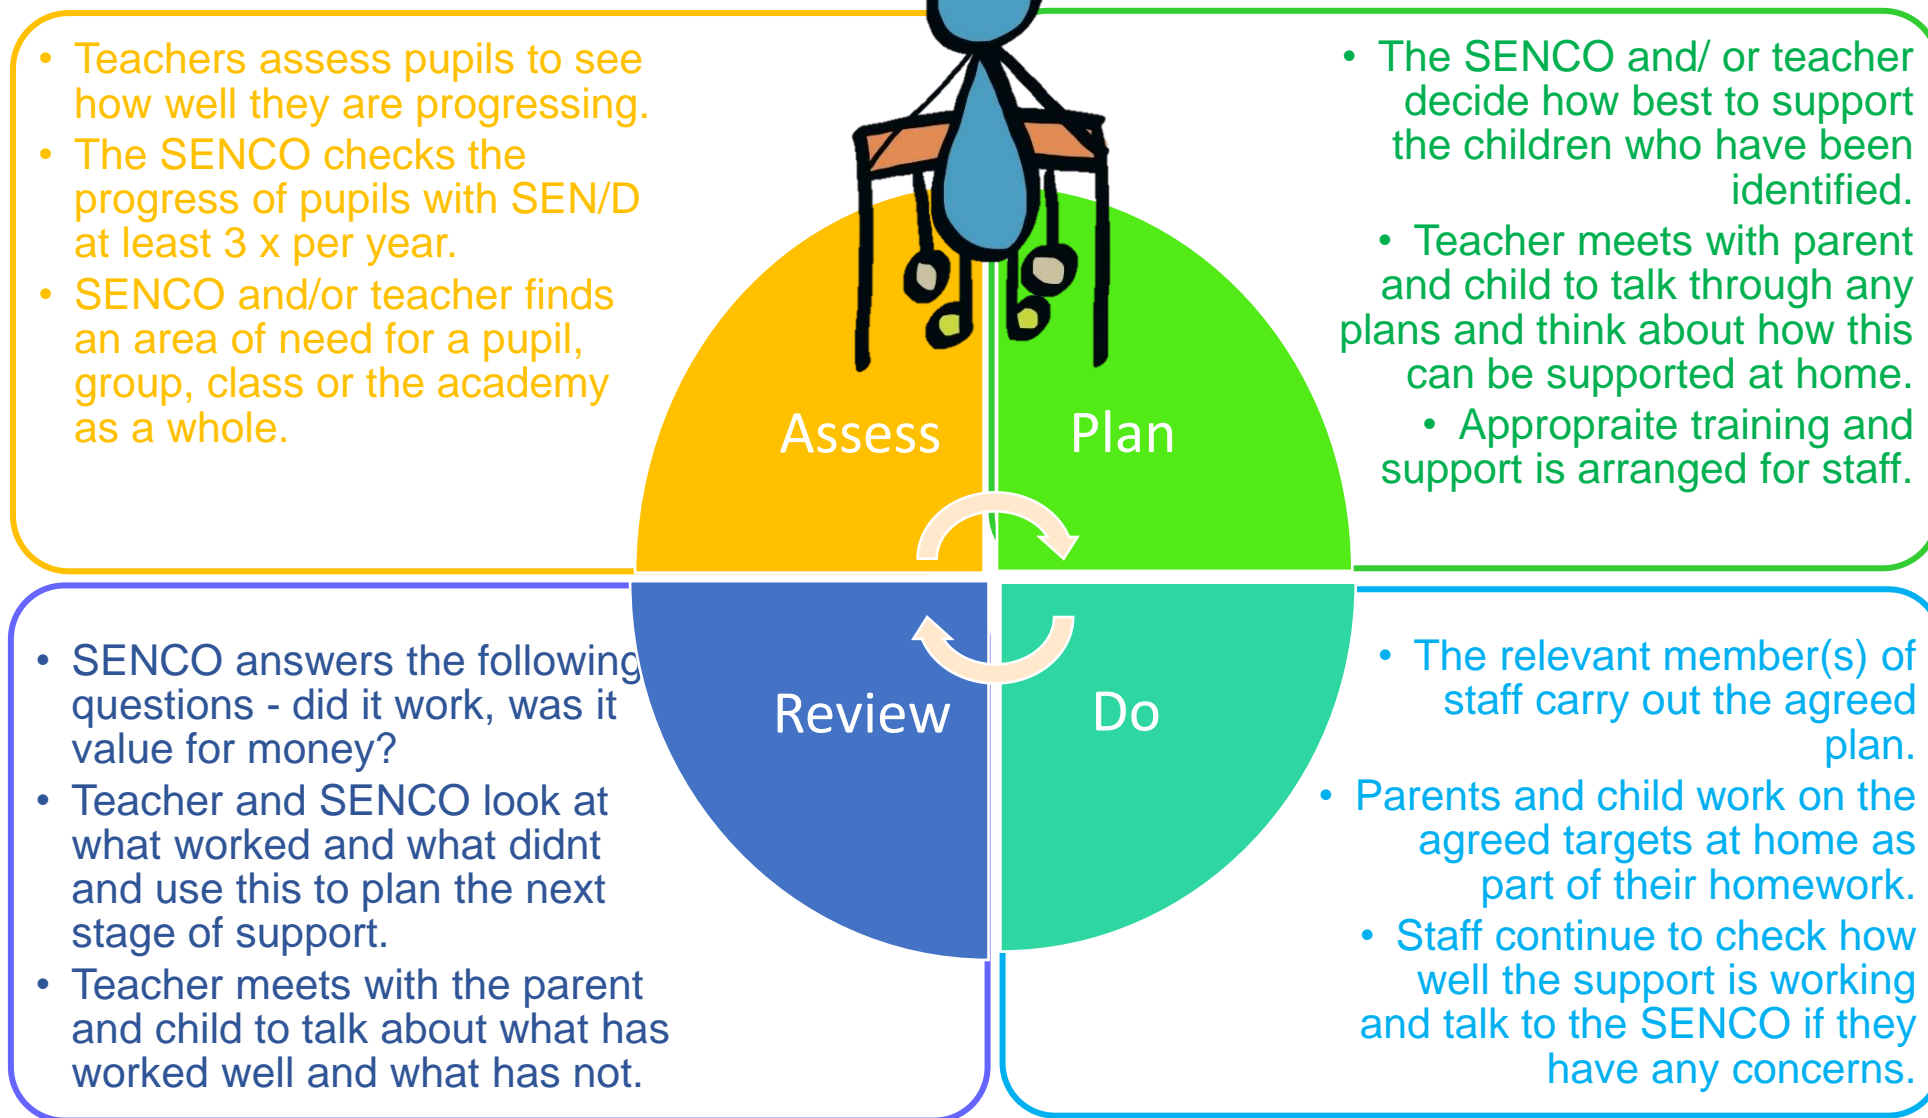 • Teachers assess pupils to see
how well they are progressing.
• The SENCO checks the
progress of pupils with SEN/D
at least 3 x per year.
• SENCO and/or teacher finds
an area of need for a pupil,
group, class or the academy
as a whole.
• The SENCO and/ or teacher
decide how best to support
the children who have been
identified.
• Teacher meets with parent
and child to talk through any
plans and think about how this
can be supported at home.
• Appropraite training and
support is arranged for staff.
Assess
Plan
Review
Do
• SENCO answers the following
questions - did it work, was it
value for money?
• Teacher and SENCO look at
what worked and what didnt
and use this to plan the next
stage of support.
• Teacher meets with the parent
and child to talk about what has
worked well and what has not.
• The relevant member(s) of
staff carry out the agreed
plan.
• Parents and child work on the
agreed targets at home as
part of their homework.
• Staff continue to check how
well the support is working
and talk to the SENCO if they
have any concerns.